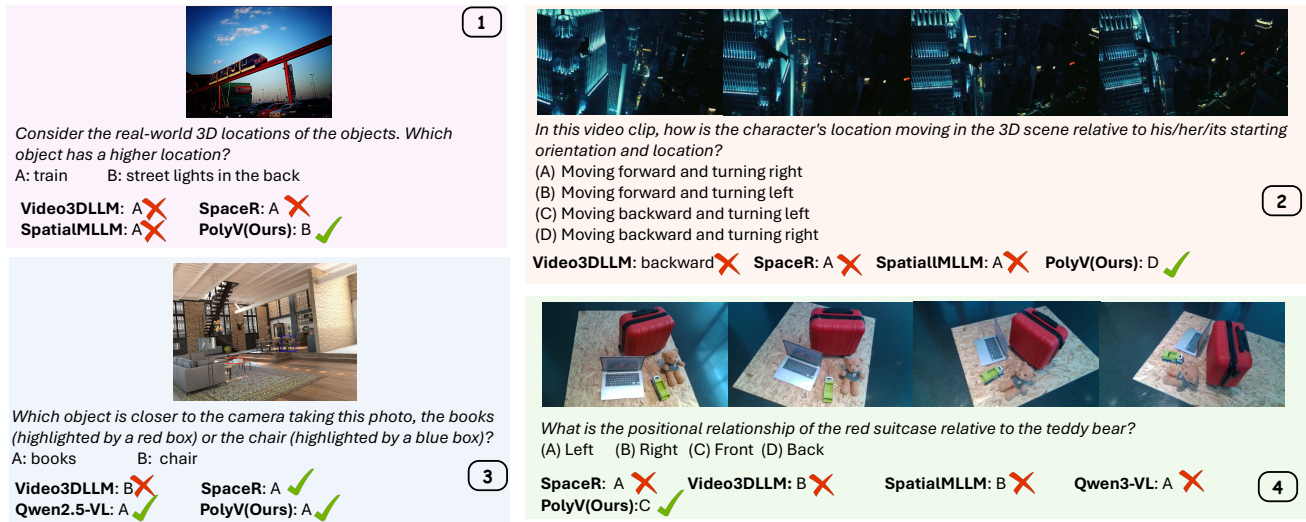 1
Consider the real-world 3D locations of the objects. Which
object has a higher location?
A: train B: street lights in the back
Video3DLLM: A SpaceR: A
SpatialMLLM: A PolyV(Ours): B
In this video clip, how is the character's location moving in the 3D scene relative to his/her/its starting
orientation and location?
(A) Moving forward and turning right
(B) Moving forward and turning left
(C) Moving backward and turning left
(D) Moving backward and turning right
2
Video3DLLM: backward SpaceR: A SpatiallMLLM: A PolyV(Ours): D
Which object is closer to the camera taking this photo, the books
(highlighted by a red box) or the chair (highlighted by a blue box)?
A: books B: chair
3
Video3DLLM: B SpaceR: A
Qwen2.5-VL: A PolyV(Ours): A
What is the positional relationship of the red suitcase relative to the teddy bear?
(A) Left (B) Right (C) Front (D) Back
SpaceR: A Video3DLLM: B SpatialMLLM: B Qwen3-VL: A
PolyV(Ours):C
4